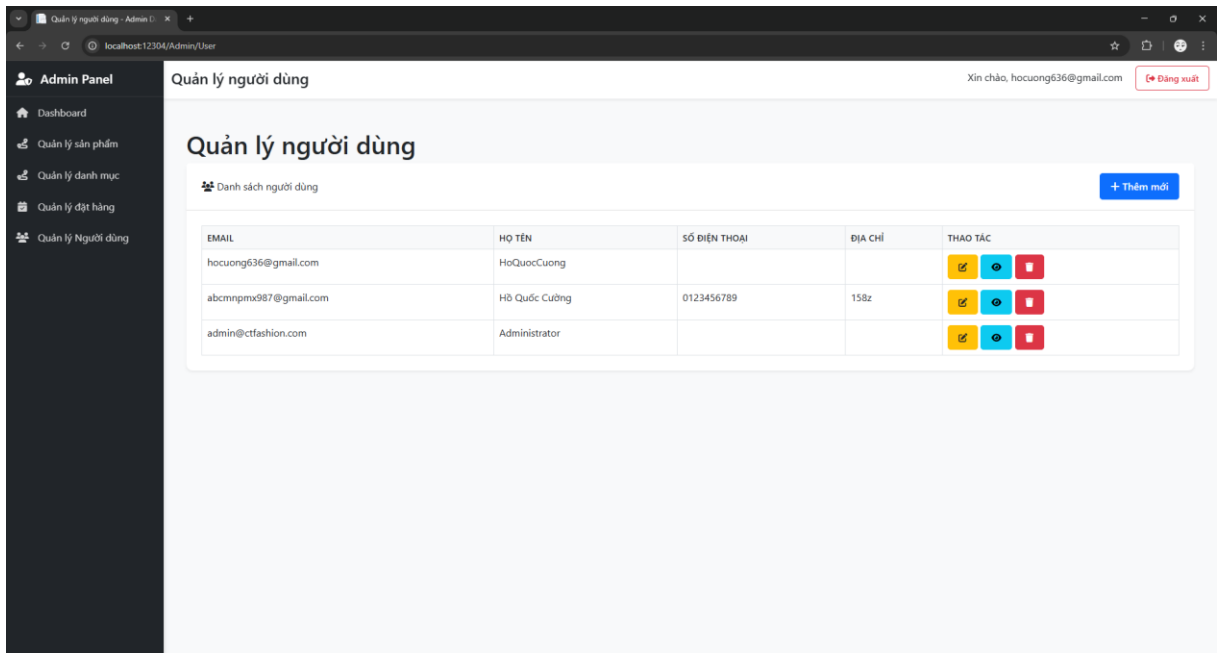 Quản lý người dùng - Admin D
localhost:12304/Admin/User
Admin Panel
Quản lý người dùng
Xin chào, hocuong636@gmail.com
Đăng xuất
Dashboard
Quản lý sản phẩm
Quản lý danh mục
Quản lý đặt hàng
Quản lý Người dùng
Quản lý người dùng
Danh sách người dùng
+ Thêm mới
EMAIL HỌ TÊN SỐ ĐIỆN THOẠI ĐỊA CHỈ THAO TÁC
hocuong636@gmail.com HoQuocCuong
abcmnpmx987@gmail.com Hồ Quốc Cường 0123456789 158z
admin@ctfashion.com Administrator